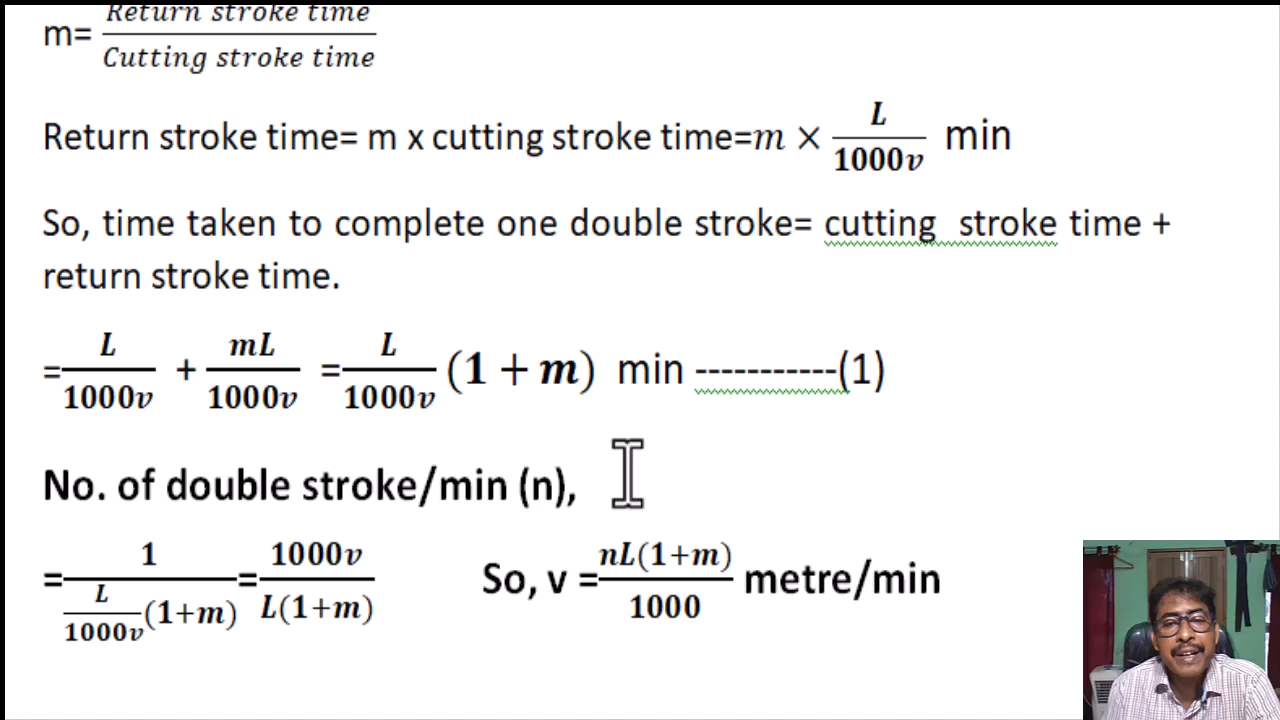 m= Return stroke time / Cutting stroke time
Return stroke time= m x cutting stroke time=m × L/1000v min
So, time taken to complete one double stroke= cutting stroke time +
return stroke time.
=L/1000v + mL/1000v =L/1000v (1+m) min -----------(1)
No. of double stroke/min (n),
=1/(L/1000v (1+m))=1000v/L(1+m) So, v =nL(1+m)/1000 metre/min